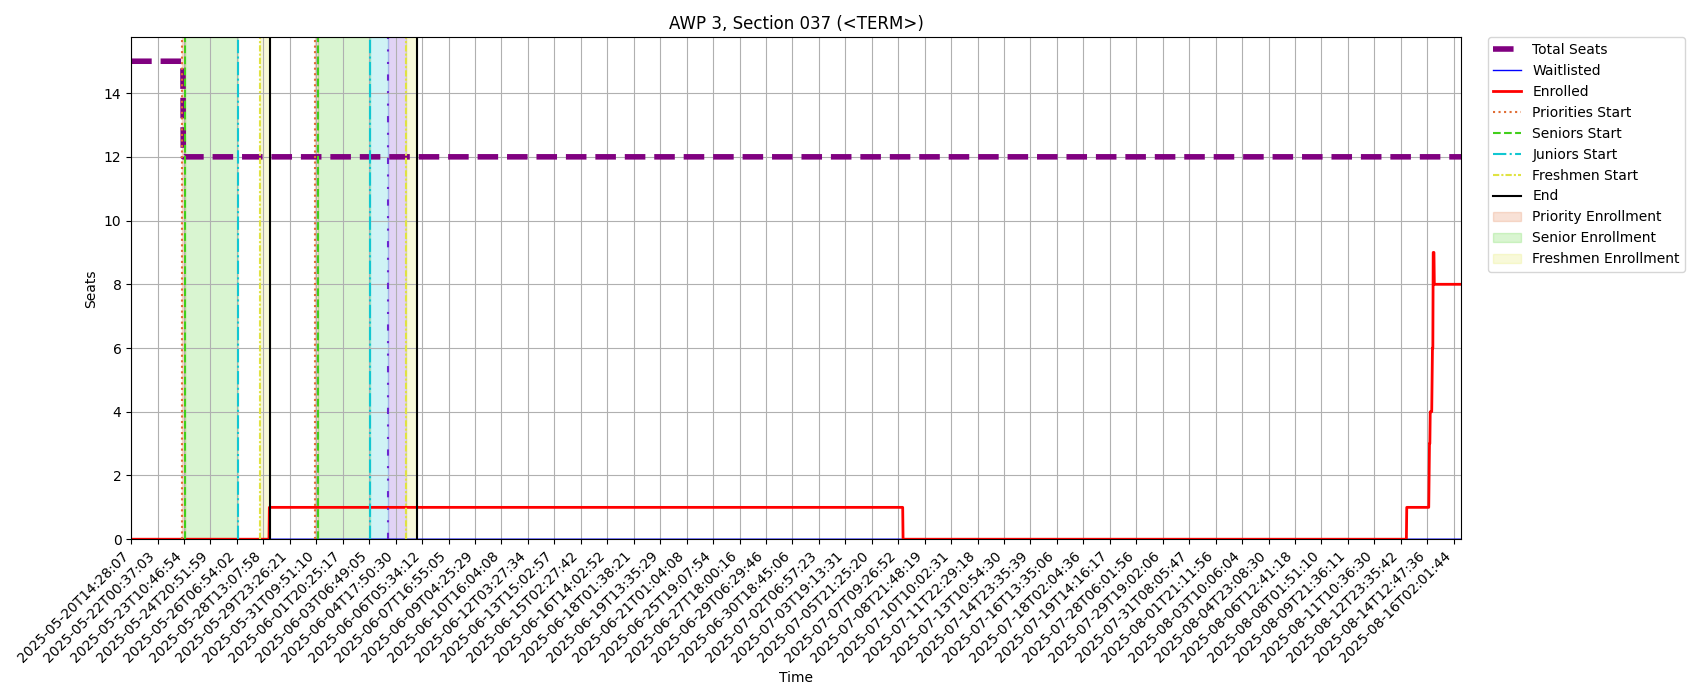 AWP 3, Section 037 (<TERM>)
Total Seats
Waitlisted
Enrolled
Priorities Start
Seniors Start
Juniors Start
Freshmen Start
End
Priority Enrollment
Senior Enrollment
Freshmen Enrollment
Seats
14
12
10
8
6
4
2
0
2025-05-20T14:28:07
2025-05-22T00:37:03
2025-05-23T10:46:54
2025-05-24T20:51:59
2025-05-26T06:54:02
2025-05-28T13:07:58
2025-05-29T23:26:21
2025-05-31T09:51:10
2025-06-01T20:25:17
2025-06-03T06:49:05
2025-06-04T17:50:30
2025-06-06T05:34:12
2025-06-07T16:55:05
2025-06-09T04:25:29
2025-06-10T16:04:08
2025-06-12T03:27:34
2025-06-13T15:02:57
2025-06-15T02:27:42
2025-06-16T14:02:52
2025-06-18T01:38:21
2025-06-19T13:35:29
2025-06-21T01:04:08
2025-06-25T19:07:54
2025-06-27T18:00:16
2025-06-29T06:29:46
2025-06-30T18:45:06
2025-07-02T06:57:23
2025-07-03T19:13:31
2025-07-05T21:25:20
2025-07-07T09:26:52
2025-07-08T21:48:19
2025-07-10T10:02:31
2025-07-11T22:29:18
2025-07-13T10:54:30
2025-07-14T23:35:39
2025-07-16T13:35:06
2025-07-18T02:04:36
2025-07-19T14:16:17
2025-07-28T06:01:56
2025-07-29T19:02:06
2025-07-31T08:05:47
2025-08-01T21:11:56
2025-08-03T10:06:04
2025-08-04T23:08:30
2025-08-06T12:41:18
2025-08-08T01:51:10
2025-08-09T21:36:11
2025-08-11T10:36:30
2025-08-12T23:35:42
2025-08-14T12:47:36
2025-08-16T02:01:44
Time